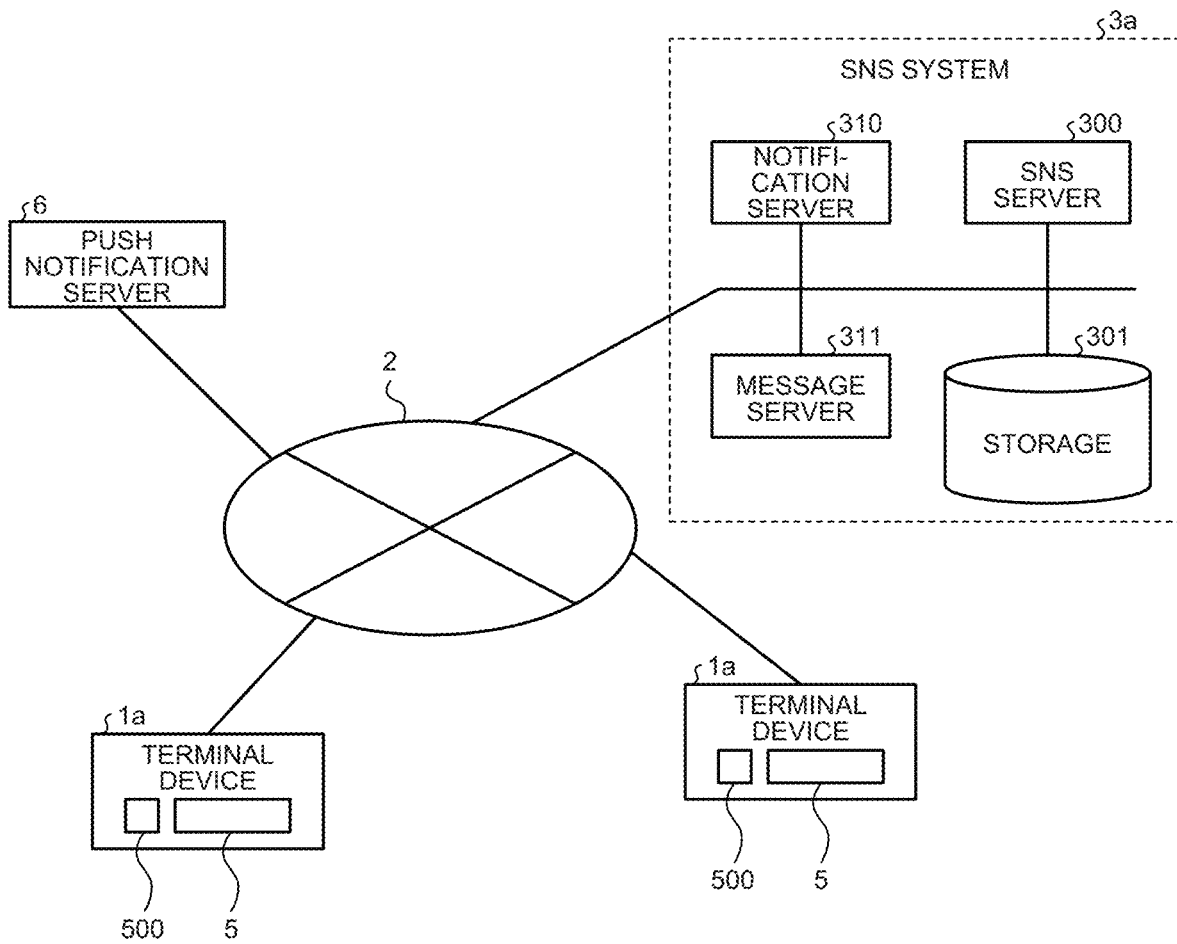 3a
SNS SYSTEM
310
NOTIFI-
CATION
SERVER
300
SNS
SERVER
6
PUSH
NOTIFICATION
SERVER
311
MESSAGE
SERVER
301
STORAGE
2
1a
TERMINAL
DEVICE
500
5
1a
TERMINAL
DEVICE
500
5